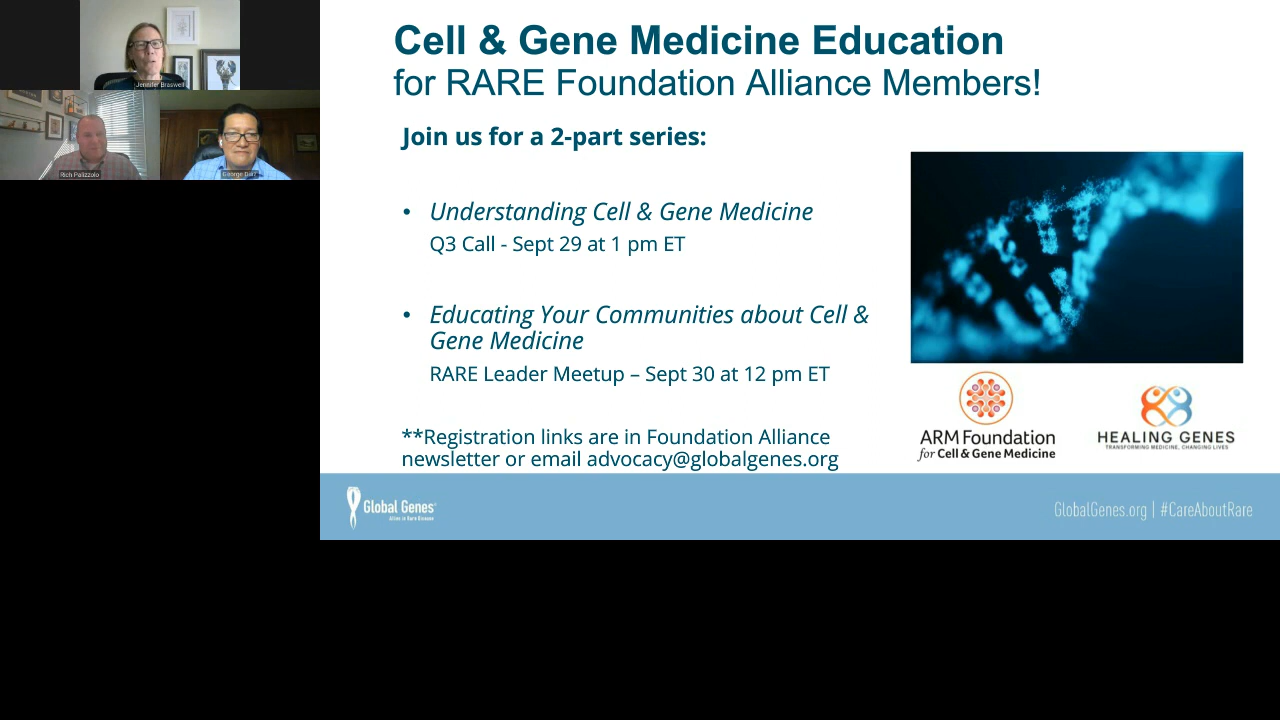 Jennifer Braswell
Rich Palizzolo
George Diaz
Cell & Gene Medicine Education
for RARE Foundation Alliance Members!
Join us for a 2-part series:
• Understanding Cell & Gene Medicine
Q3 Call - Sept 29 at 1 pm ET
• Educating Your Communities about Cell &
Gene Medicine
RARE Leader Meetup – Sept 30 at 12 pm ET
**Registration links are in Foundation Alliance
newsletter or email advocacy@globalgenes.org
ARM Foundation
for Cell & Gene Medicine
HEALING GENES
TRANSFORMING MEDICINE, CHANGING LIVES
Global Genes®
Allies in Rare Disease
GlobalGenes.org | #CareAboutRare